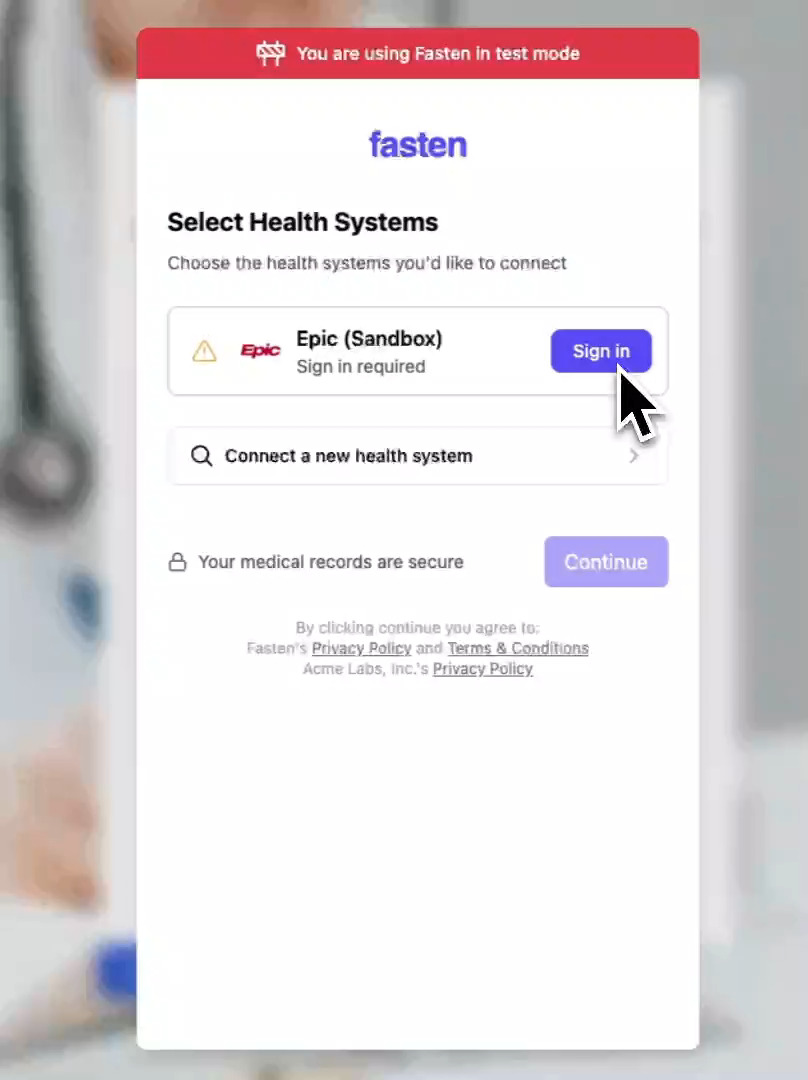 You are using Fasten in test mode
fasten
Select Health Systems
Choose the health systems you'd like to connect
Epic
Epic (Sandbox)
Sign in required
Sign in
Connect a new health system
Your medical records are secure
Continue
By clicking continue you agree to:
Fasten's Privacy Policy and Terms & Conditions
Acme Labs, Inc.'s Privacy Policy